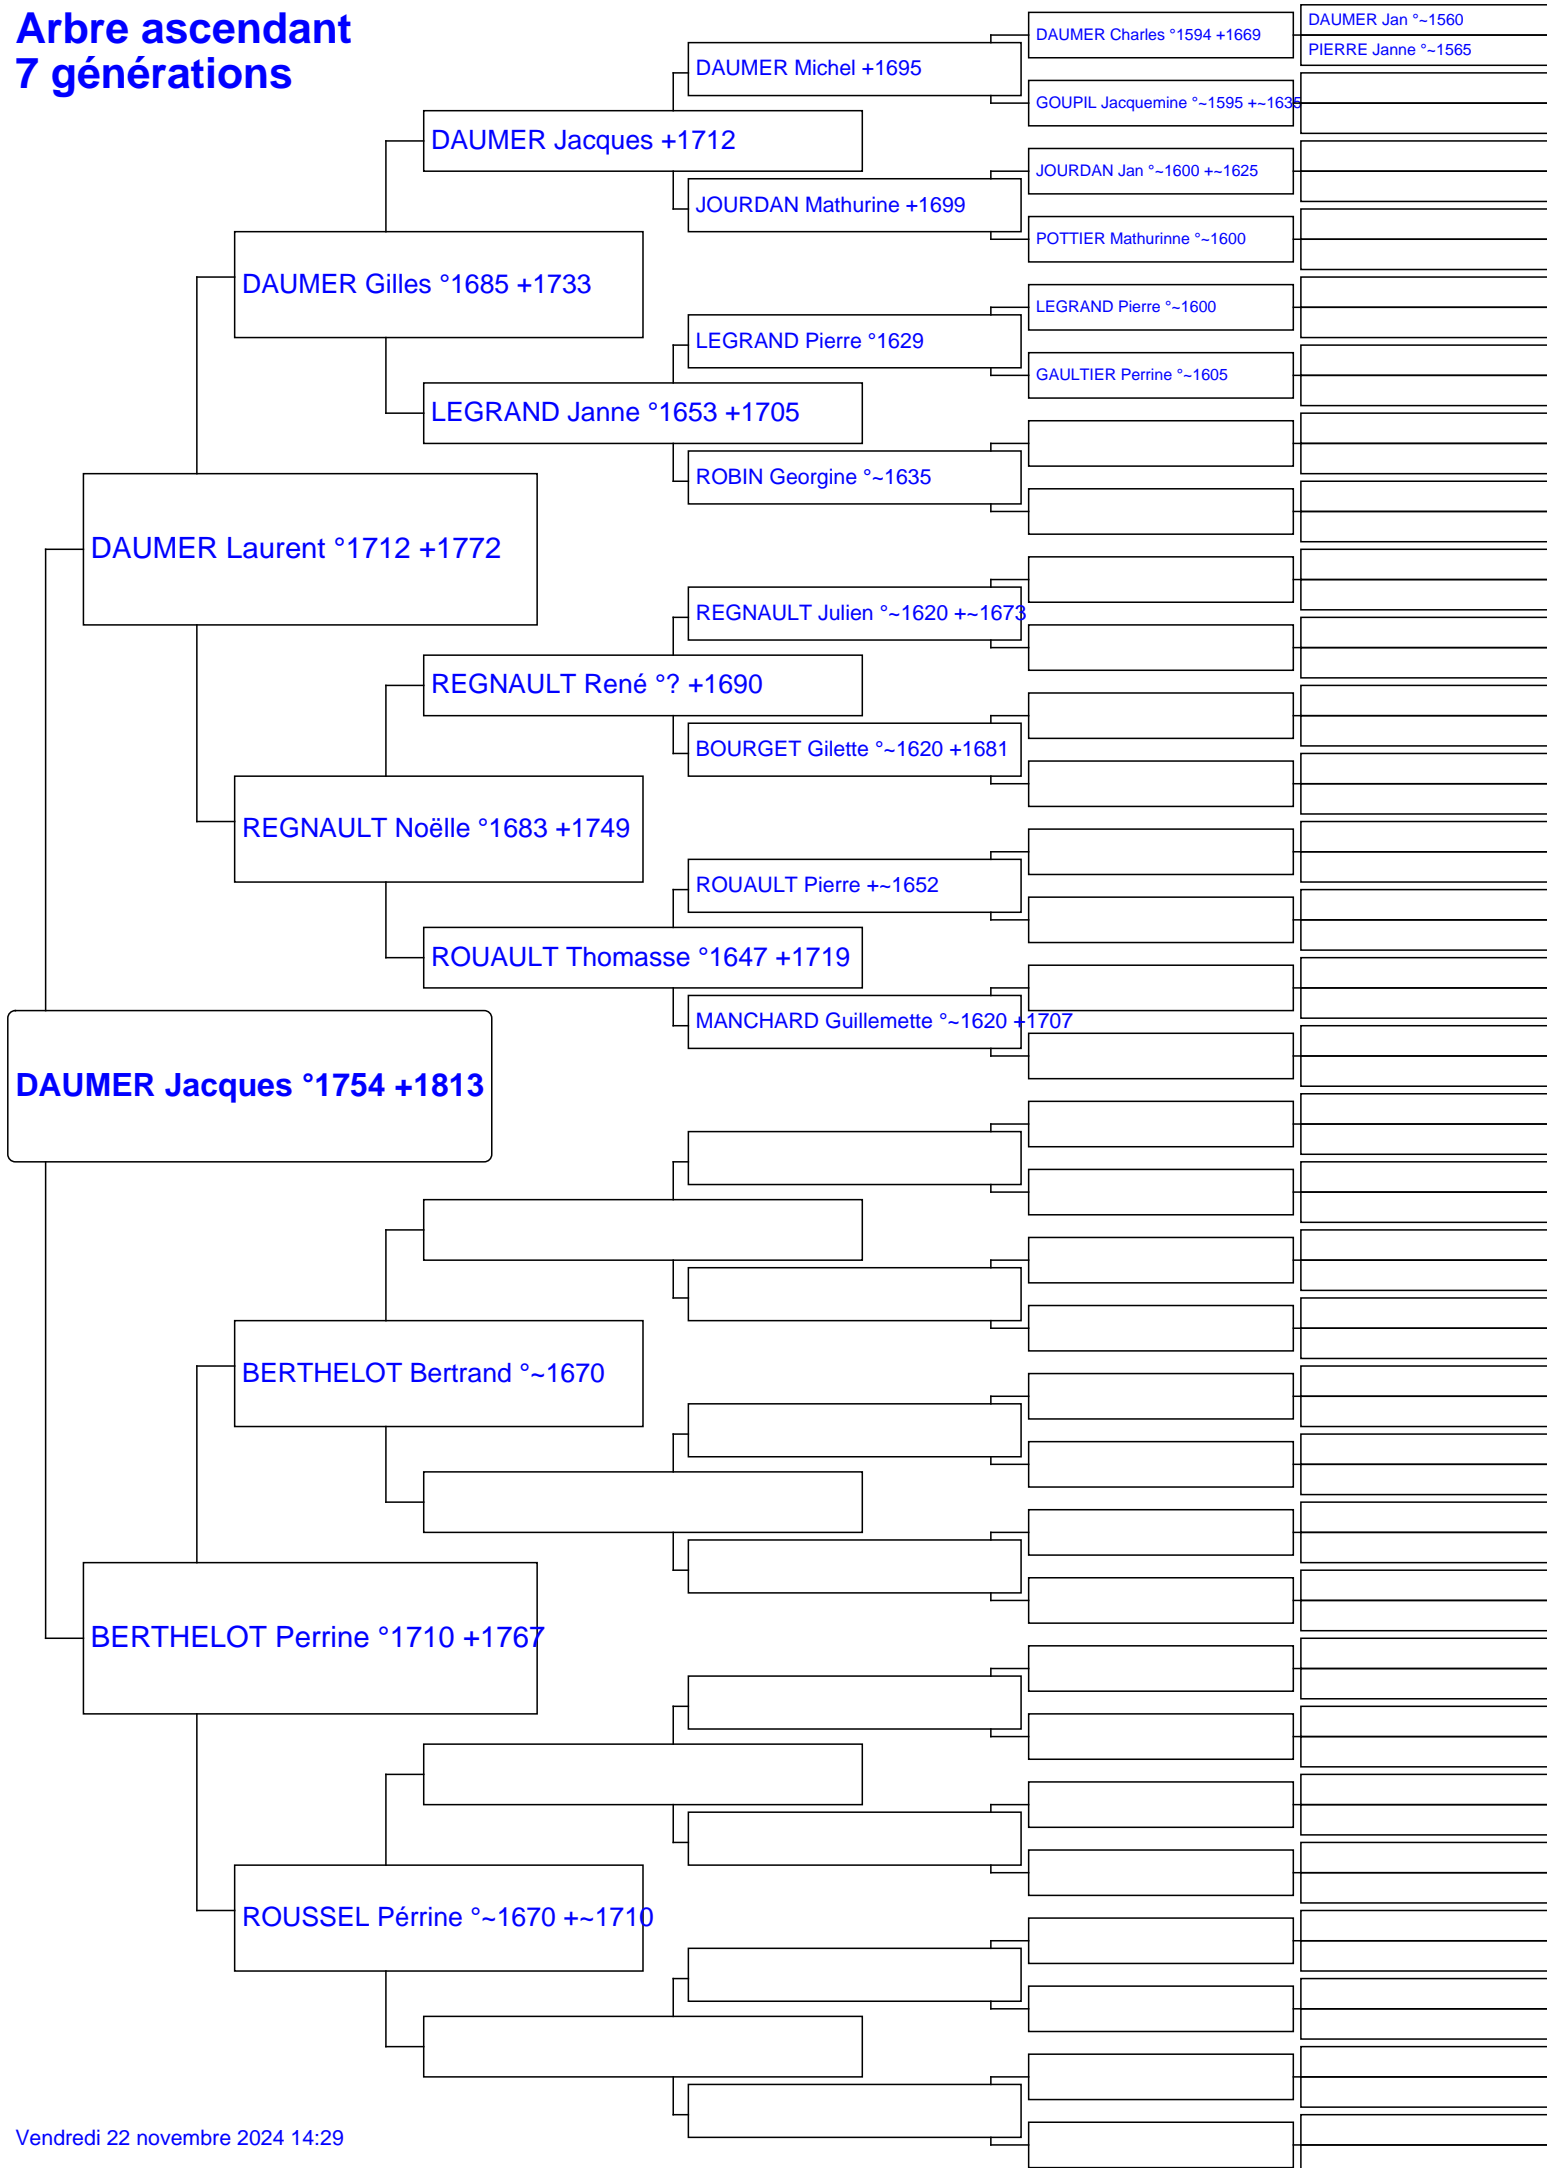 Arbre ascendant
7 générations
DAUMER Charles °1594 +1669
DAUMER Jan °~1560
PIERRE Janne °~1565
DAUMER Michel +1695
GOUPIL Jacquemine °~1595 +~1635
DAUMER Jacques +1712
JOURDAN Jan °~1600 +~1625
JOURDAN Mathurine +1699
POTTIER Mathurinne °~1600
DAUMER Gilles °1685 +1733
LEGRAND Pierre °~1600
LEGRAND Pierre °1629
GAULTIER Perrine °~1605
LEGRAND Janne °1653 +1705
ROBIN Georgine °~1635
DAUMER Laurent °1712 +1772
REGNAULT Julien °~1620 +~1673
REGNAULT René °? +1690
BOURGET Gilette °~1620 +1681
REGNAULT Noëlle °1683 +1749
ROUAULT Pierre +~1652
ROUAULT Thomasse °1647 +1719
MANCHARD Guillemette °~1620 +1707
DAUMER Jacques °1754 +1813
BERTHELOT Bertrand °~1670
BERTHELOT Perrine °1710 +1767
ROUSSEL Pérrine °~1670 +~1710
Vendredi 22 novembre 2024 14:29